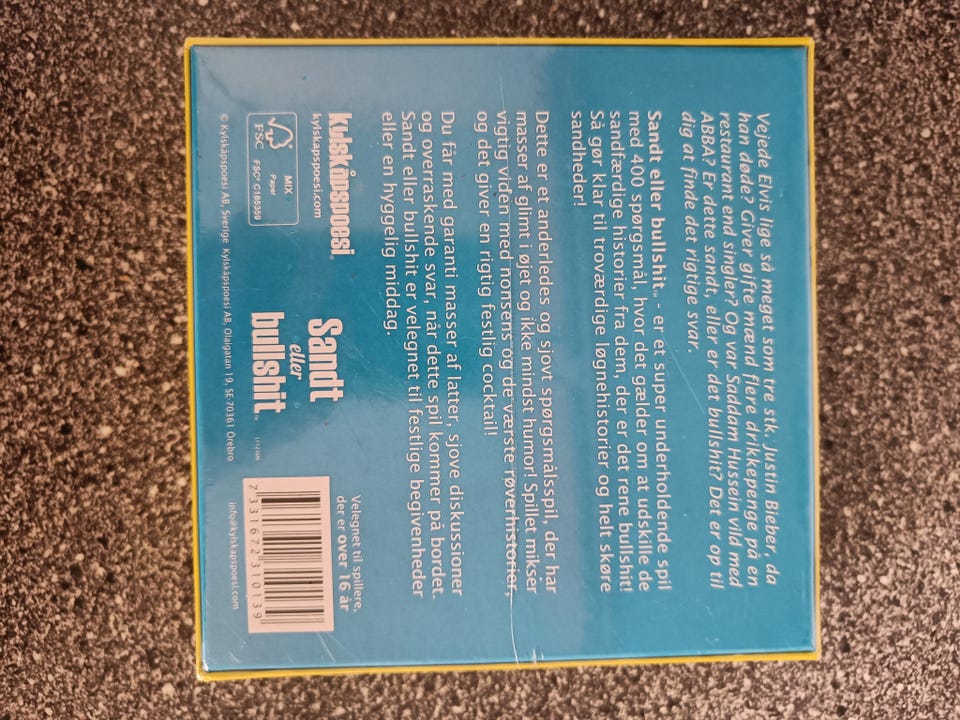 Vejede Elvis lige så meget som tre stk. Justin Bieber, da
han døde? Giver gifte mænd flere drikkepenge på en
restaurant end singler? Og var Saddam Hussein vild med
ABBA? Er dette sandt, eller er det bullshit? Det er op til
dig at finde det rigtige svar.
Sandt eller bullshit™ - er et super underholdende spil
med 400 spørgsmål, hvor det gælder om at udskille de
sandfærdige historier fra dem, der er det rene bullshit!
Så gør klar til troværdige løgnehistorier og helt skøre
sandheder!
Dette er et anderledes og sjovt spørgsmålsspil, der har
masser af glimt i øjet og ikke mindst humor! Spillet mikser
vigtig viden med nonsens og de værste røverhistorier,
og det giver en rigtig festlig cocktail!
Du får med garanti masser af latter, sjove diskussioner
og overraskende svar, når dette spil kommer på bordet.
Sandt eller bullshit er velegnet til festlige begivenheder
eller en hyggelig middag.
kylskåpspoesi
kylskapspoesi.com
FSC
MIX
Paper
FSC® C185359
Sandt
eller
bullshit™
Velegnet til spillere,
der er over 16 år
7 331672 310139
© Kylskåpspoesi AB, Sverige Kylskåpspoesi AB, Olaigatan 19, SE-70361 Örebro
info@kylskapspoesi.com